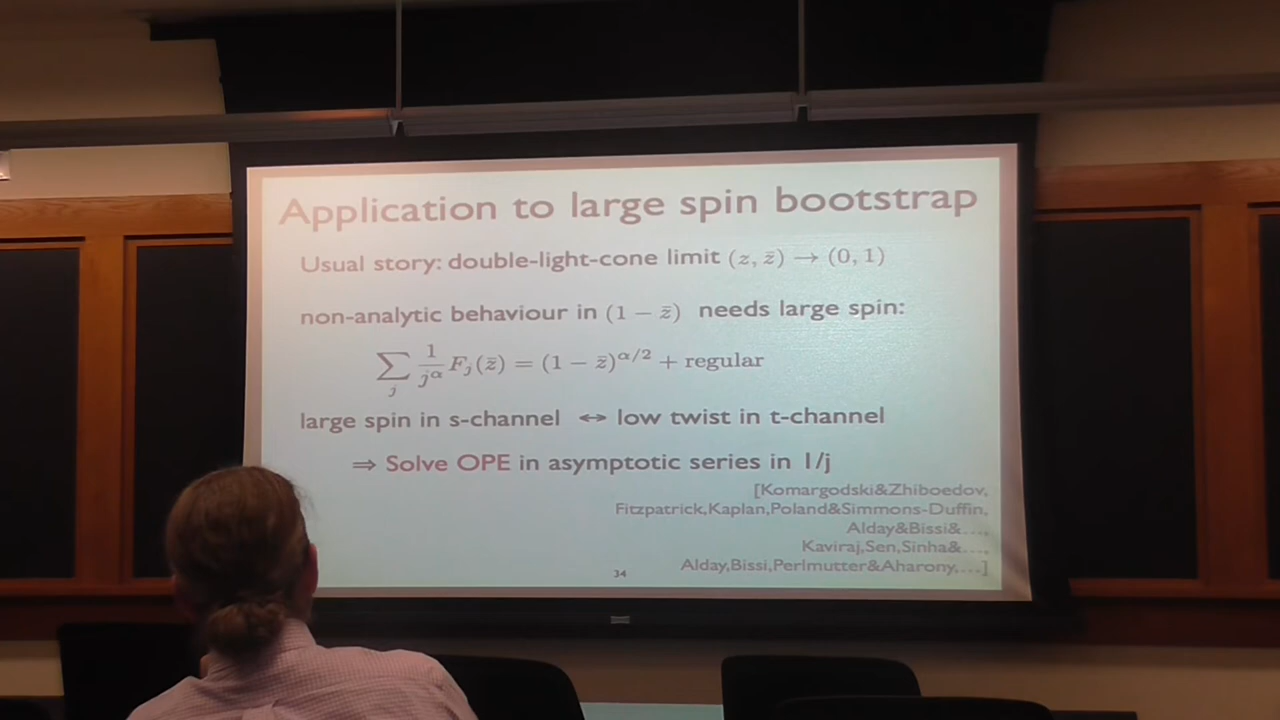 Application to large spin bootstrap
Usual story: double-light-cone limit (z, z̄) → (0, 1)
non-analytic behaviour in (1 − z̄) needs large spin:
∑_j 1/j^α F_j(z̄) = (1 − z̄)^{α/2} + regular
large spin in s-channel ↔ low twist in t-channel
⇒ Solve OPE in asymptotic series in 1/j
[Komargodski&Zhiboedov,
Fitzpatrick,Kaplan,Poland&Simmons-Duffin,
Alday&Bissi&...,
Kaviraj,Sen,Sinha&...,
Alday,Bissi,Perlmutter&Aharony,...]
34